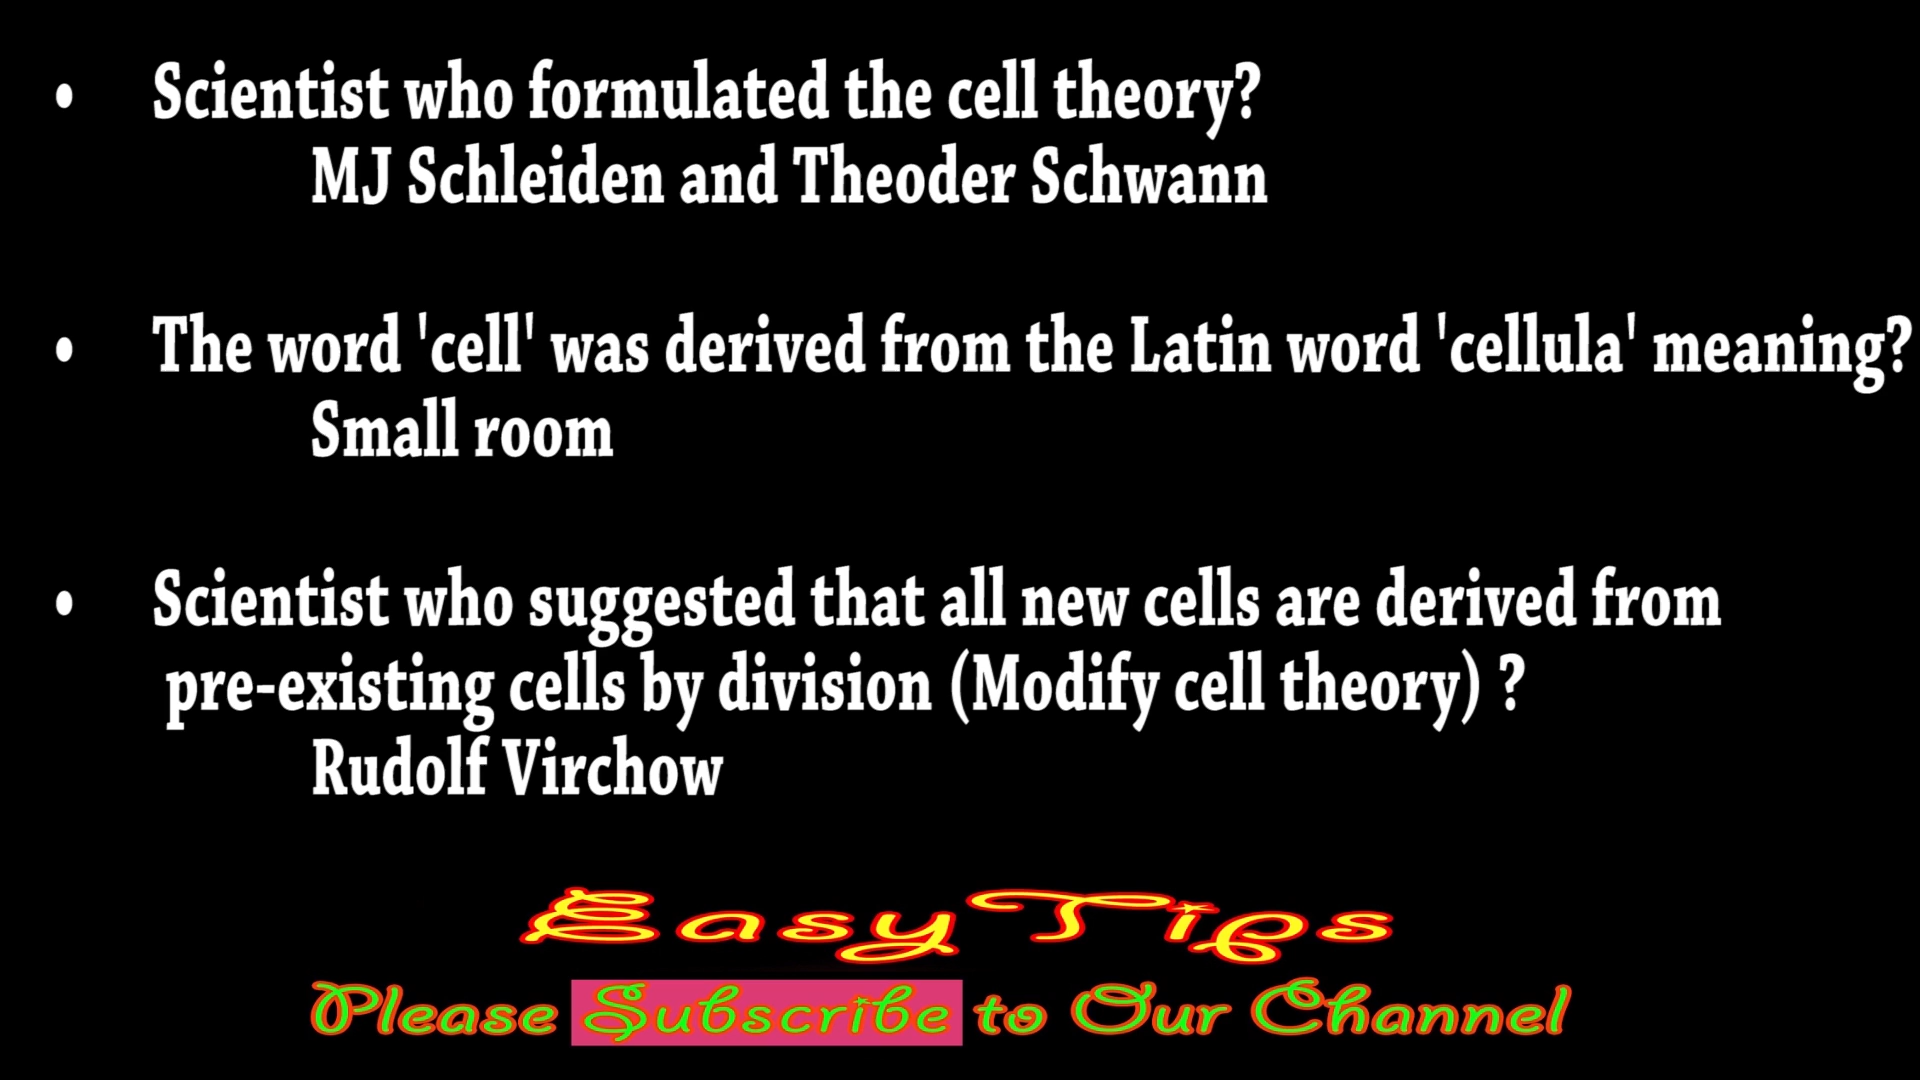 • Scientist who formulated the cell theory?
MJ Schleiden and Theoder Schwann
• The word 'cell' was derived from the Latin word 'cellula' meaning?
Small room
• Scientist who suggested that all new cells are derived from
pre-existing cells by division (Modify cell theory) ?
Rudolf Virchow
Easy Tips
Please Subscribe to Our Channel